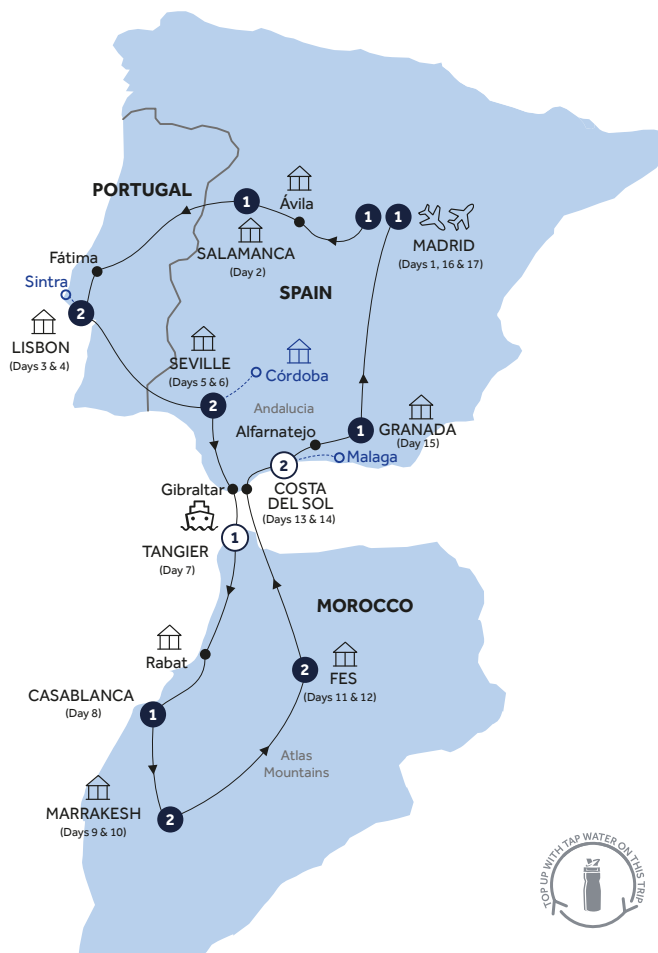 PORTUGAL
1
Ávila
1
1
MADRID
(Days 1, 16 & 17)
SALAMANCA
(Day 2)
Fátima
Sintra
SPAIN
2
LISBON
(Days 3 & 4)
SEVILLE
(Days 5 & 6)
Córdoba
2
Andalucia
Alfarnatejo
1
GRANADA
(Day 15)
Malaga
2
COSTA
DEL SOL
(Days 13 & 14)
Gibraltar
1
TANGIER
(Day 7)
MOROCCO
Rabat
2
FES
(Days 11 & 12)
CASABLANCA
(Day 8)
1
Atlas
Mountains
MARRAKESH
(Days 9 & 10)
2
TOP UP WITH TAP WATER ON THIS TRIP